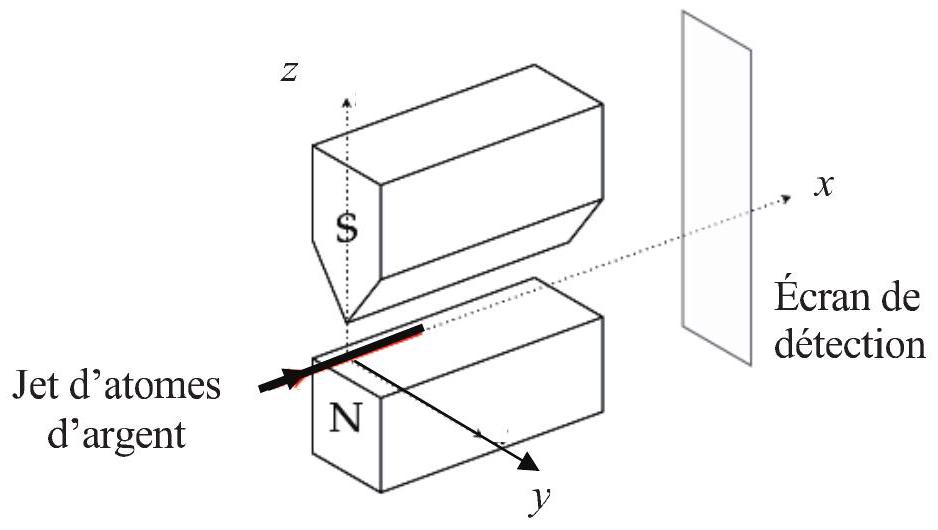 z
S
x
Écran de
détection
Jet d'atomes
d'argent
N
y